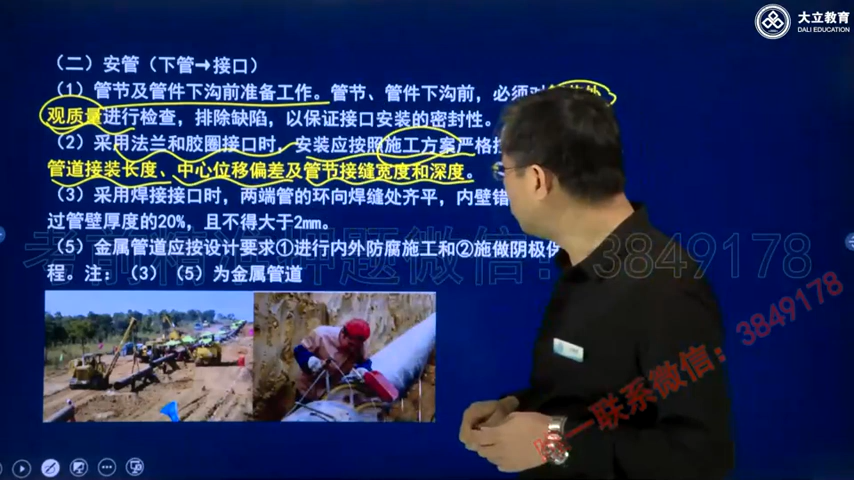 大立教育
DALI EDUCATION
（二）安管（下管→接口）
（1）管节及管件下沟前准备工作。管节、管件下沟前，必须对
观质量进行检查，排除缺陷，以保证接口安装的密封性。
（2）采用法兰和胶圈接口时，安装应按照施工方案严格
管道接装长度、中心位移偏差及管节接缝宽度和深度。
（3）采用焊接接口时，两端管的环向焊缝处齐平，内壁错
过管壁厚度的20%，且不得大于2mm。
（5）金属管道应按设计要求①进行内外防腐施工和②施做阴极保
程。注：（3）（5）为金属管道
押题微信：3849178
唯一联系微信：3849178